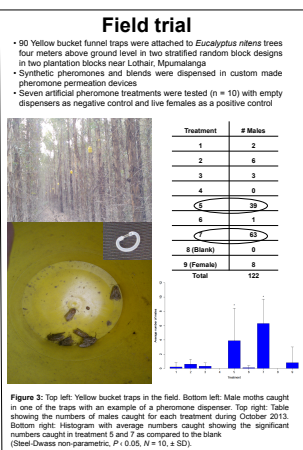 Field trial
• 90 Yellow bucket funnel traps were attached to Eucalyptus nitens trees
four meters above ground level in two stratified random block designs
in two plantation blocks near Lothair, Mpumalanga
• Synthetic pheromones and blends were dispensed in custom made
pheromone permeation devices
• Seven artificial pheromone treatments were tested (n = 10) with empty
dispensers as negative control and live females as a positive control
Treatment # Males
1 2
2 6
3 3
4 0
5 39
6 1
7 63
8 (Blank) 0
9 (Female) 8
Total 122
Average number of males
Treatment
Figure 3: Top left: Yellow bucket traps in the field. Bottom left: Male moths caught
in one of the traps with an example of a pheromone dispenser. Top right: Table
showing the numbers of males caught for each treatment during October 2013.
Bottom right: Histogram with average numbers caught showing the significant
numbers caught in treatment 5 and 7 as compared to the blank
(Steel-Dwass non-parametric, P < 0.05, N = 10, ± SD).